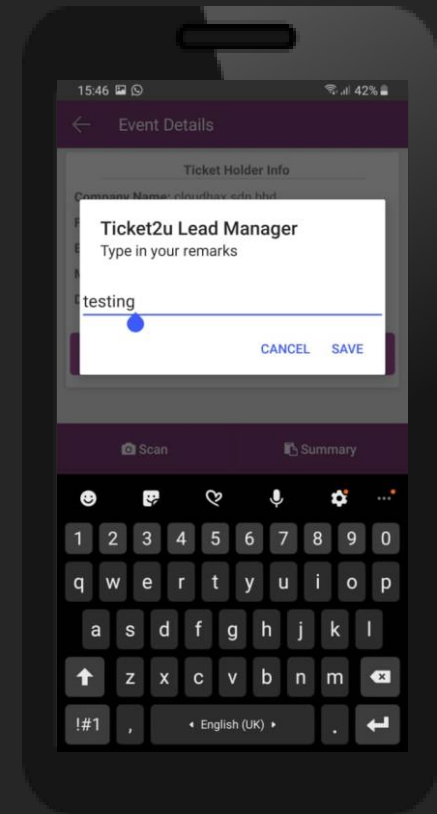 15:46 42%
Event Details
Ticket Holder Info
Company Name: cloudhax sdn bhd
Ticket2u Lead Manager
Type in your remarks
testing
CANCEL SAVE
Scan Summary
1 2 3 4 5 6 7 8 9 0
q w e r t y u i o p
a s d f g h j k l
z x c v b n m
!#1 , English (UK) .